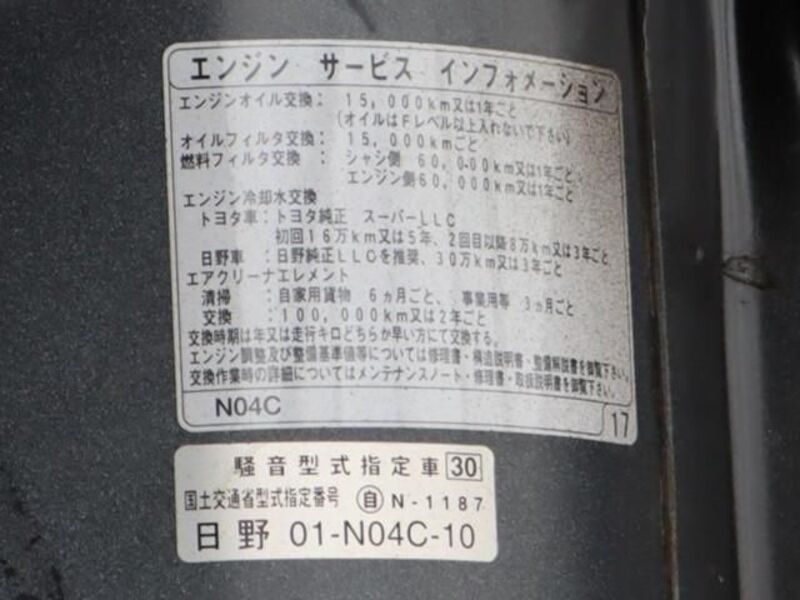 エンジン サービス インフォメーション
エンジンオイル交換: 15,000km又は1年ごと
(オイルはFレベル以上入れないで下さい)
オイルフィルタ交換: 15,000kmごと
燃料フィルタ交換: シャシ側 60,000km又は1年ごと、
エンジン側60,000km又は1年ごと
エンジン冷却水交換
トヨタ車:トヨタ純正 スーパーLLC
初回16万km又は5年、2回目以降8万km又は3年ごと
日野車:日野純正LLCを推奨、30万km又は3年ごと
エアクリーナエレメント
清掃:自家用貨物 6ヵ月ごと、事業用等 3ヵ月ごと
交換:100,000km又は2年ごと
交換時期は年又は走行キロどちらか早い方にて交換する。
エンジン調整及び整備基準値等については修理書・構造説明書・整備解説書を御覧下さい。
交換作業時の詳細についてはメンテナンスノート・修理書・取扱説明書を御覧下さい。
N04C 17
騒音型式指定車 30
国土交通省型式指定番号 自 N-1187
日野 01-N04C-10